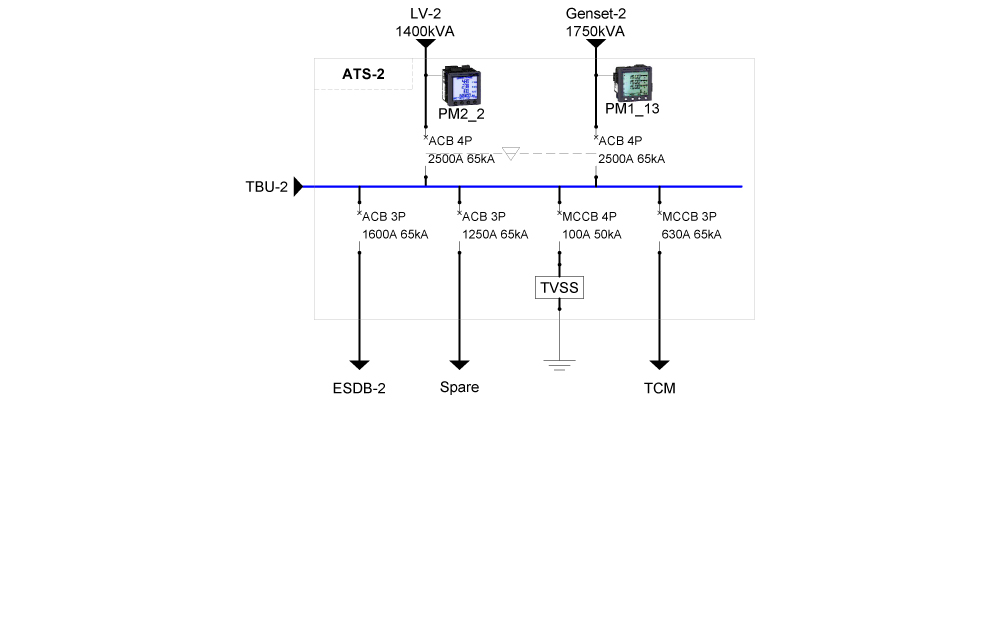 LV-2
1400kVA
Genset-2
1750kVA
ATS-2
PM2_2
PM1_13
ACB 4P
2500A 65kA
ACB 4P
2500A 65kA
TBU-2
ACB 3P
1600A 65kA
ACB 3P
1250A 65kA
MCCB 4P
100A 50kA
MCCB 3P
630A 65kA
TVSS
ESDB-2
Spare
TCM